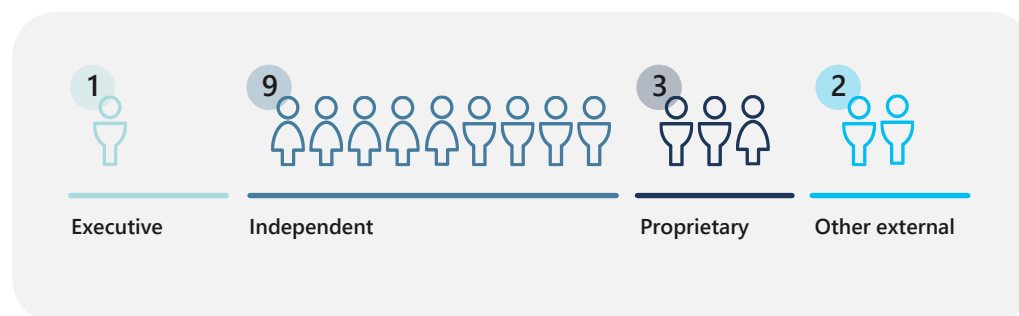 1
9
3
2
Executive
Independent
Proprietary
Other external